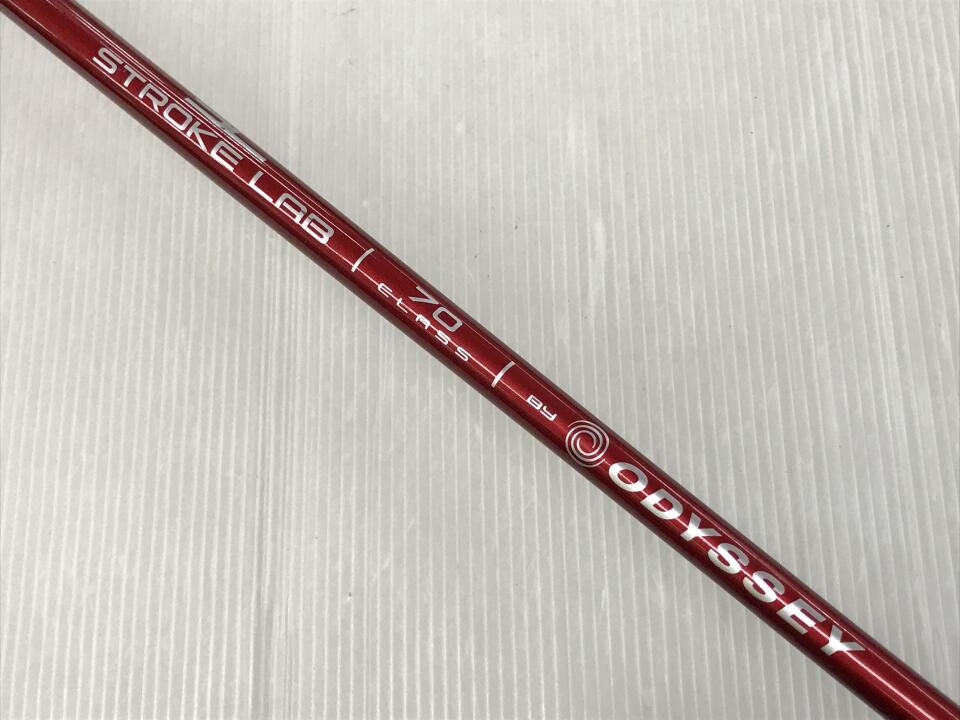 STROKE LAB
70
CLASS
BY
ODYSSEY